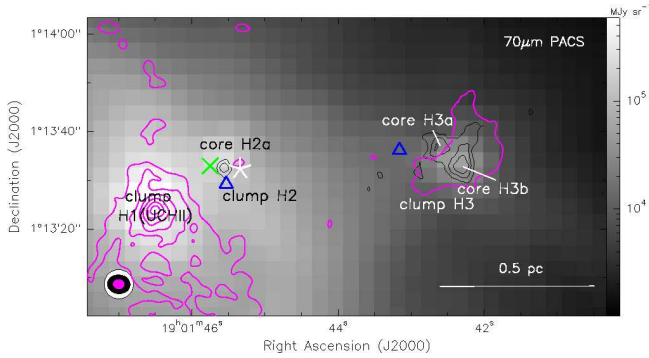 MJy sr⁻
1°14'00"
70μm PACS
10⁵
1°13'40"
core H3a
core H2a
clump
H1(UCHII)
clump H2
core H3b
clump H3
10⁴
1°13'20"
0.5 pc
19ʰ01ᵐ46ˢ
44ˢ
42ˢ
Right Ascension (J2000)
Declination (J2000)